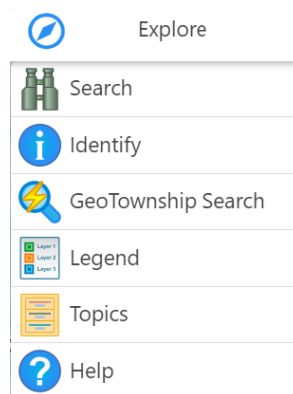 Explore
Search
Identify
GeoTownship Search
Layer 1
Layer 2
Layer 3
Legend
Topics
Help